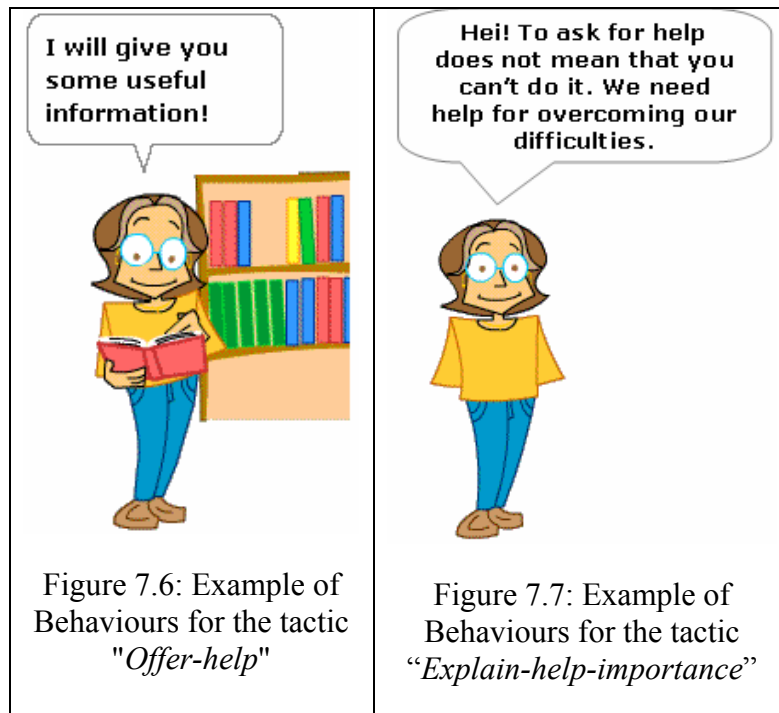 I will give you
some useful
information!
Figure 7.6: Example of
Behaviours for the tactic
"Offer-help"
Hei! To ask for help
does not mean that you
can't do it. We need
help for overcoming our
difficulties.
Figure 7.7: Example of
Behaviours for the tactic
“Explain-help-importance”